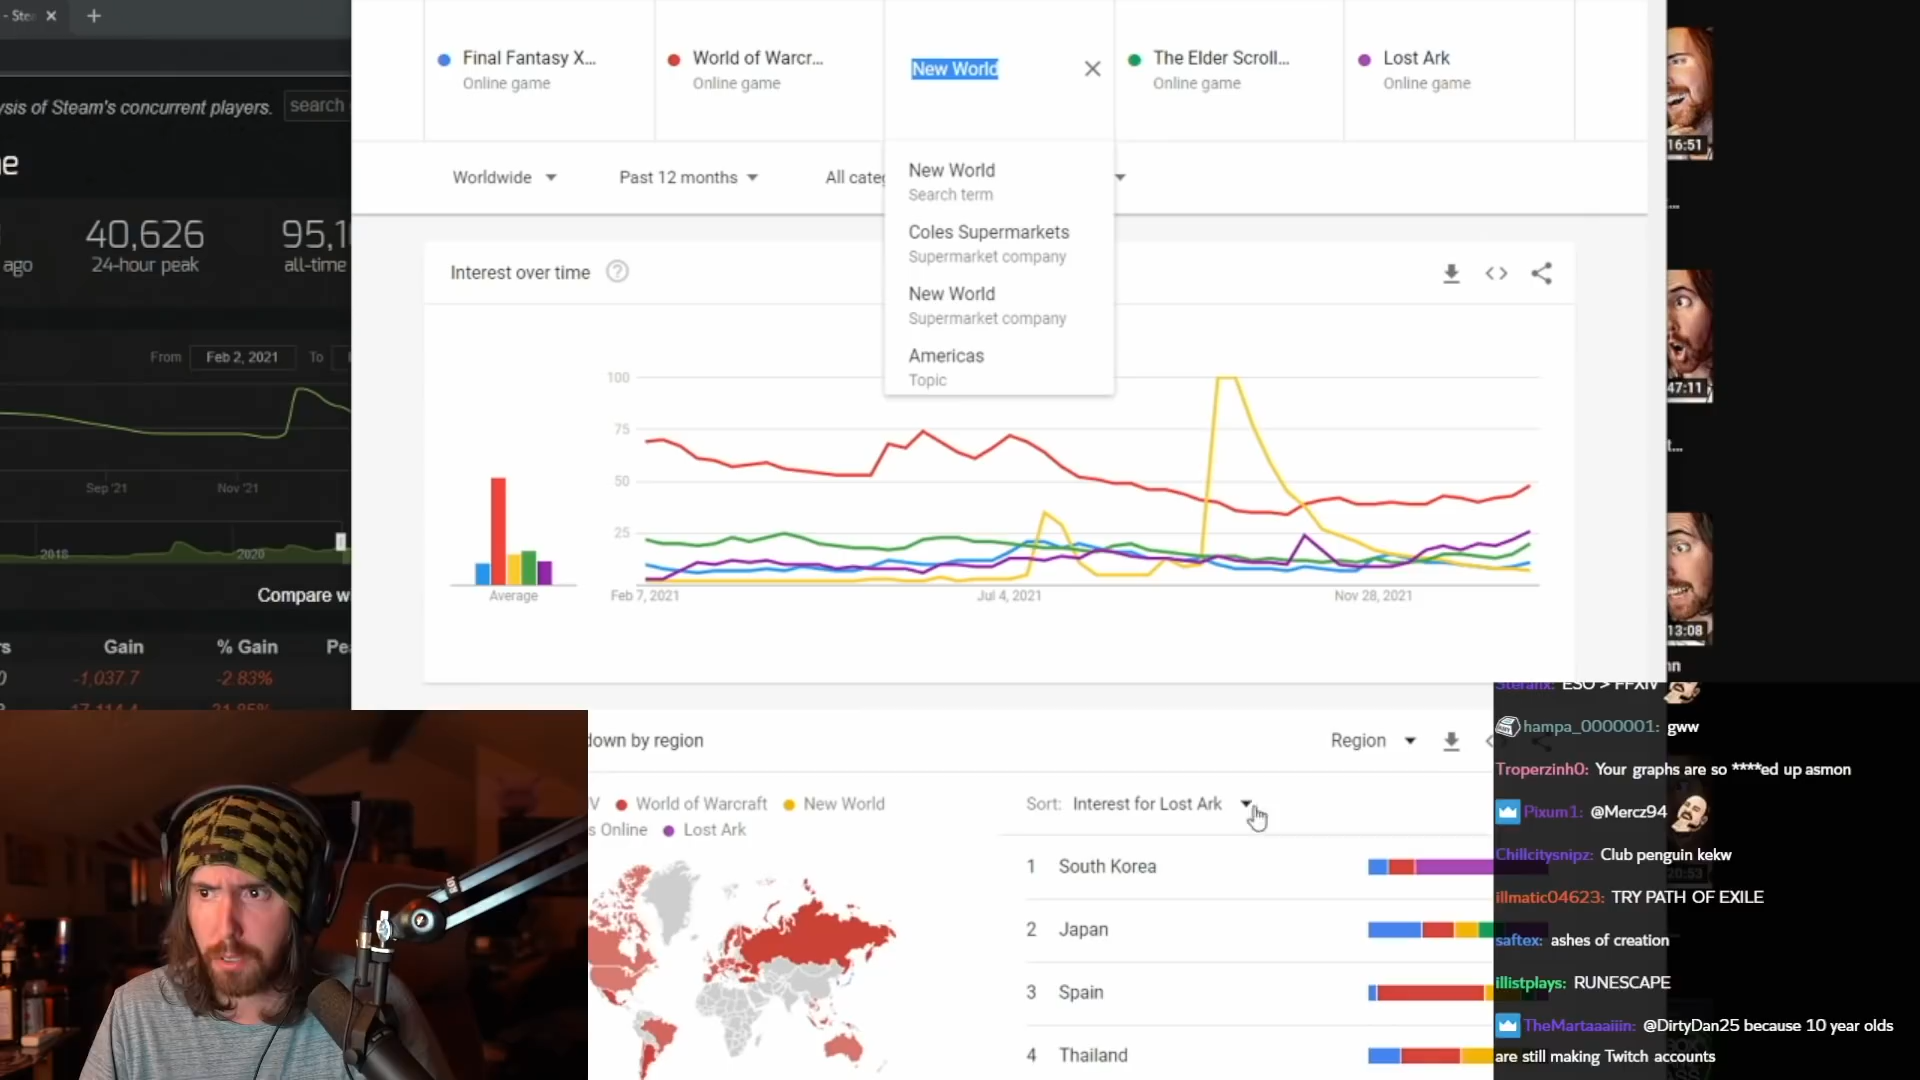 - Ste
Final Fantasy X...
Online game
World of Warcr...
Online game
New World
The Elder Scroll...
Online game
Lost Ark
Online game
ysis of Steam's concurrent players.
search
16:51
New World
Search term
Worldwide
Past 12 months
All categ
Coles Supermarkets
Supermarket company
40,626
24-hour peak
ago
all-time
New World
Supermarket company
Interest over time
Americas
Topic
From
Feb 2, 2021
To
47:11
100
75
50
25
Sep '21
Nov '21
2018
2020
Compare w
Average
Feb 7, 2021
Jul 4, 2021
Nov 28, 2021
13:08
Gain
% Gain
Pe
-1,037.7
-2.83%
nn
Steranx: ESO > FFXIV
hampa_0000001: gww
down by region
Region
Troperzinh0: Your graphs are so ****ed up asmon
V
World of Warcraft
New World
s Online
Lost Ark
Sort:
Interest for Lost Ark
Pixum1: @Mercz94
Chillcitysnipz: Club penguin kekw
20:53
1
South Korea
illmatic04623: TRY PATH OF EXILE
2
Japan
saftex: ashes of creation
3
Spain
illistplays: RUNESCAPE
TheMartaaaiiin: @DirtyDan25 because 10 year olds
are still making Twitch accounts
4
Thailand